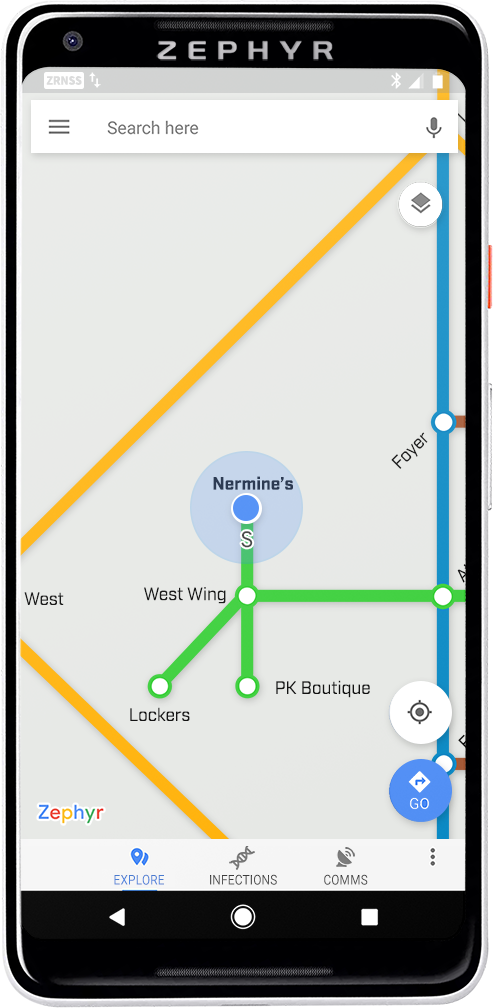 ZEPHYR
ZRNSS
Search here
Foyer
Nermine's
S
West
West Wing
PK Boutique
Lockers
GO
Zephyr
EXPLORE
INFECTIONS
COMMS